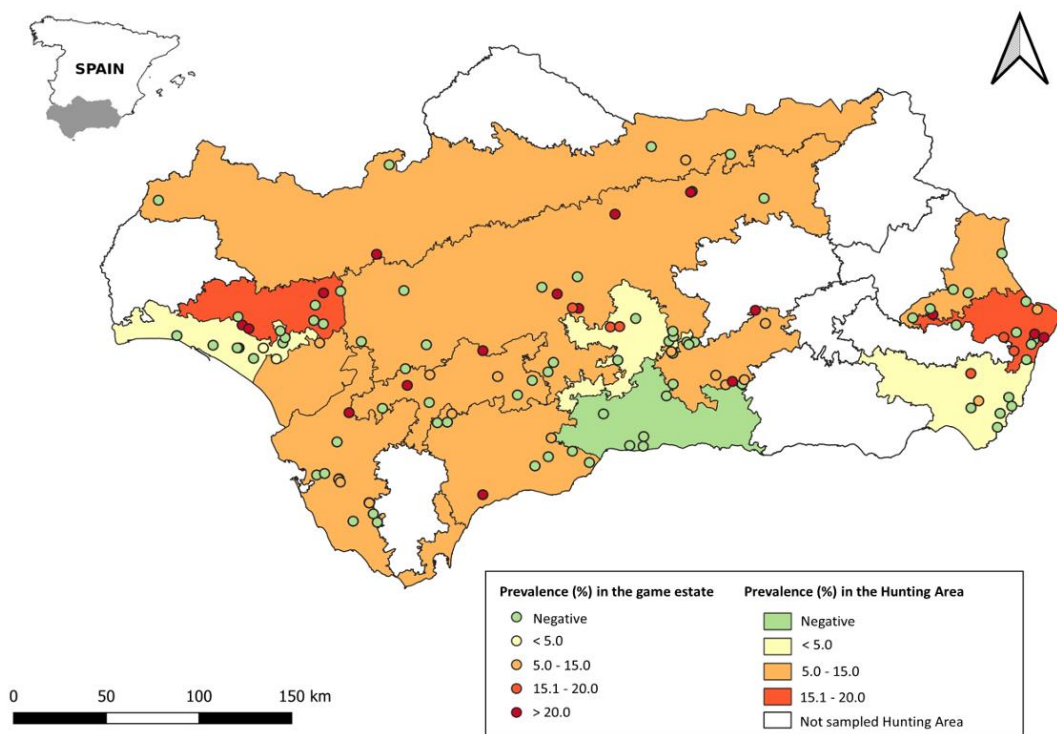 SPAIN
Prevalence (%) in the game estate
Negative
< 5.0
5.0 - 15.0
15.1 - 20.0
> 20.0
Prevalence (%) in the Hunting Area
Negative
< 5.0
5.0 - 15.0
15.1 - 20.0
Not sampled Hunting Area
0 50 100 150 km